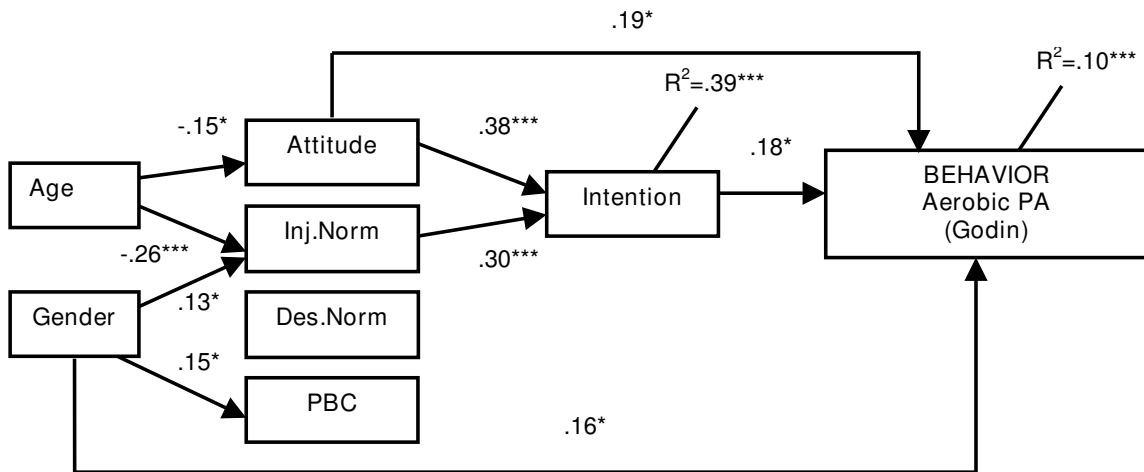 .19*
R²=.39***
R²=.10***
-.15*
Attitude
.38***
.18*
Age
Intention
BEHAVIOR
Aerobic PA
(Godin)
Inj.Norm
-.26***
.30***
Gender
.13*
Des.Norm
.15*
PBC
.16*